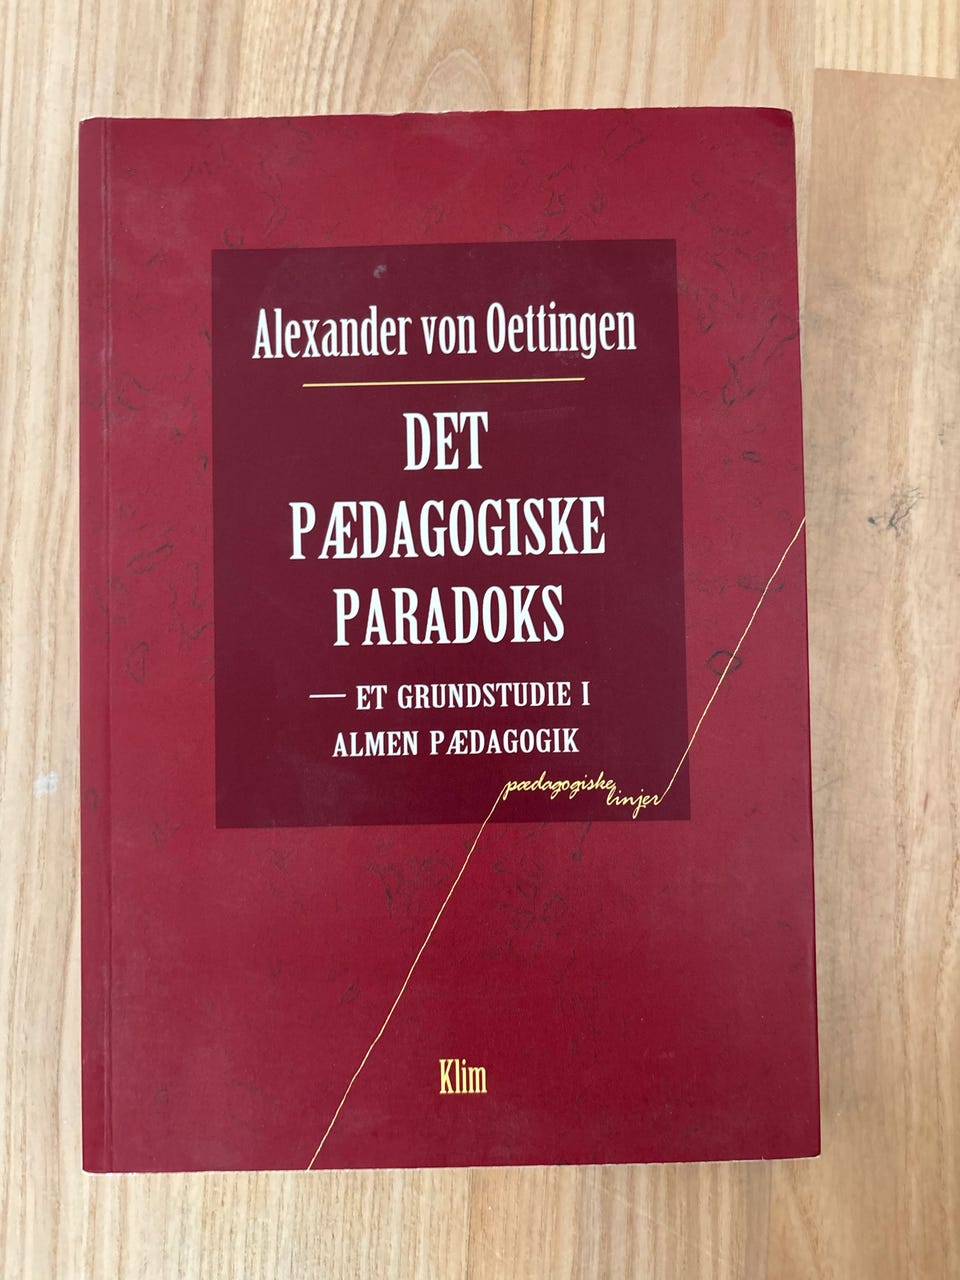 Alexander von Oettingen
DET
PÆDAGOGISKE
PARADOKS
— ET GRUNDSTUDIE I
ALMEN PÆDAGOGIK
pædagogiske
linjer
Klim